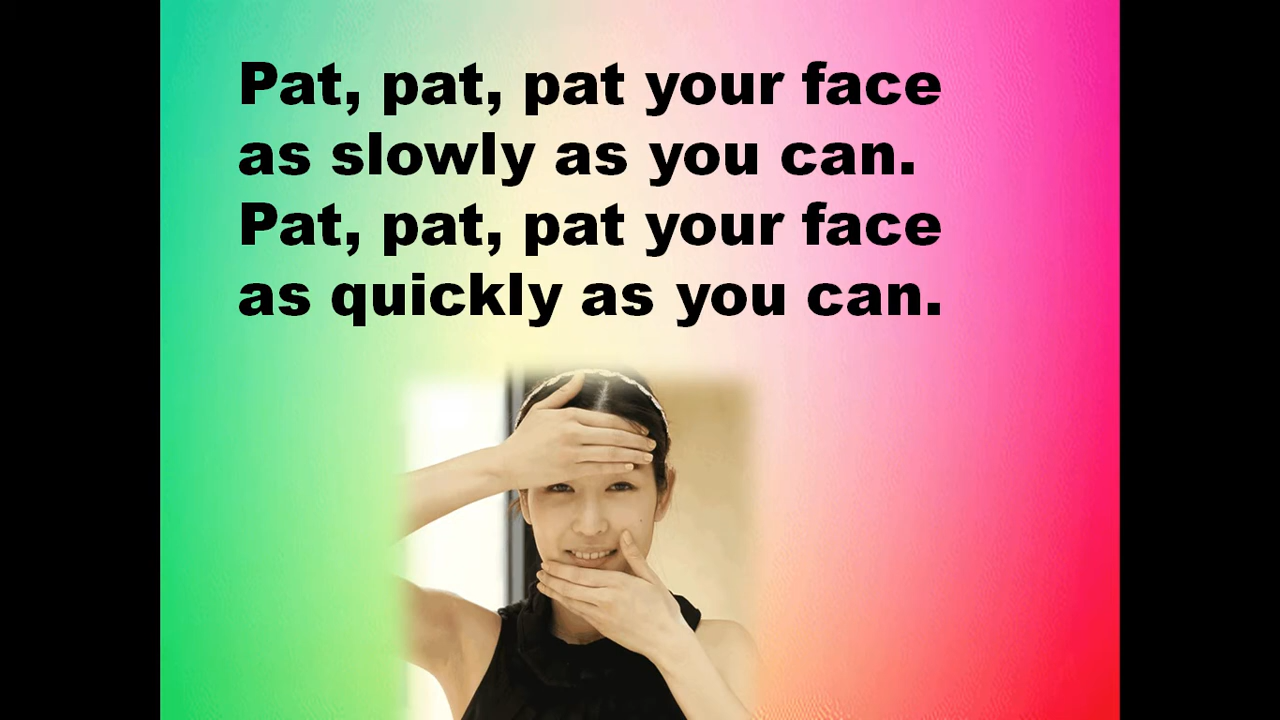 Pat, pat, pat your face
as slowly as you can.
Pat, pat, pat your face
as quickly as you can.